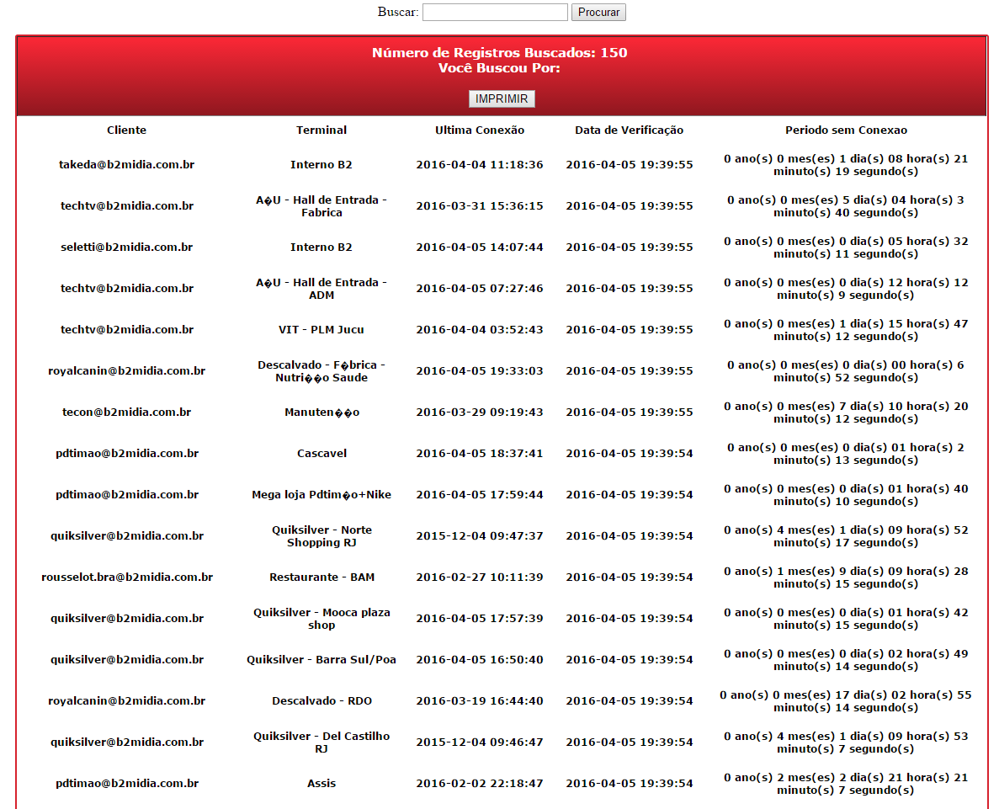 Buscar: Procurar
Número de Registros Buscados: 150
Você Buscou Por:
IMPRIMIR
Cliente Terminal Ultima Conexão Data de Verificação Periodo sem Conexao
takeda@b2midia.com.br Interno B2 2016-04-04 11:18:36 2016-04-05 19:39:55 0 ano(s) 0 mes(es) 1 dia(s) 08 hora(s) 21
minuto(s) 19 segundo(s)
techtv@b2midia.com.br A�U - Hall de Entrada -
Fabrica 2016-03-31 15:36:15 2016-04-05 19:39:55 0 ano(s) 0 mes(es) 5 dia(s) 04 hora(s) 3
minuto(s) 40 segundo(s)
seletti@b2midia.com.br Interno B2 2016-04-05 14:07:44 2016-04-05 19:39:55 0 ano(s) 0 mes(es) 0 dia(s) 05 hora(s) 32
minuto(s) 11 segundo(s)
techtv@b2midia.com.br A�U - Hall de Entrada -
ADM 2016-04-05 07:27:46 2016-04-05 19:39:55 0 ano(s) 0 mes(es) 0 dia(s) 12 hora(s) 12
minuto(s) 9 segundo(s)
techtv@b2midia.com.br VIT - PLM Jucu 2016-04-04 03:52:43 2016-04-05 19:39:55 0 ano(s) 0 mes(es) 1 dia(s) 15 hora(s) 47
minuto(s) 12 segundo(s)
royalcanin@b2midia.com.br Descalvado - F�brica -
Nutri��o Saude 2016-04-05 19:33:03 2016-04-05 19:39:55 0 ano(s) 0 mes(es) 0 dia(s) 00 hora(s) 6
minuto(s) 52 segundo(s)
tecon@b2midia.com.br Manuten��o 2016-03-29 09:19:43 2016-04-05 19:39:55 0 ano(s) 0 mes(es) 7 dia(s) 10 hora(s) 20
minuto(s) 12 segundo(s)
pdtimao@b2midia.com.br Cascavel 2016-04-05 18:37:41 2016-04-05 19:39:54 0 ano(s) 0 mes(es) 0 dia(s) 01 hora(s) 2
minuto(s) 13 segundo(s)
pdtimao@b2midia.com.br Mega loja Pdtim�o+Nike 2016-04-05 17:59:44 2016-04-05 19:39:54 0 ano(s) 0 mes(es) 0 dia(s) 01 hora(s) 40
minuto(s) 10 segundo(s)
quiksilver@b2midia.com.br Quiksilver - Norte
Shopping RJ 2015-12-04 09:47:37 2016-04-05 19:39:54 0 ano(s) 4 mes(es) 1 dia(s) 09 hora(s) 52
minuto(s) 17 segundo(s)
rousselot.bra@b2midia.com.br Restaurante - BAM 2016-02-27 10:11:39 2016-04-05 19:39:54 0 ano(s) 1 mes(es) 9 dia(s) 09 hora(s) 28
minuto(s) 15 segundo(s)
quiksilver@b2midia.com.br Quiksilver - Mooca plaza
shop 2016-04-05 17:57:39 2016-04-05 19:39:54 0 ano(s) 0 mes(es) 0 dia(s) 01 hora(s) 42
minuto(s) 15 segundo(s)
quiksilver@b2midia.com.br Quiksilver - Barra Sul/Poa 2016-04-05 16:50:40 2016-04-05 19:39:54 0 ano(s) 0 mes(es) 0 dia(s) 02 hora(s) 49
minuto(s) 14 segundo(s)
royalcanin@b2midia.com.br Descalvado - RDO 2016-03-19 16:44:40 2016-04-05 19:39:54 0 ano(s) 0 mes(es) 17 dia(s) 02 hora(s) 55
minuto(s) 14 segundo(s)
quiksilver@b2midia.com.br Quiksilver - Del Castilho
RJ 2015-12-04 09:46:47 2016-04-05 19:39:54 0 ano(s) 4 mes(es) 1 dia(s) 09 hora(s) 53
minuto(s) 7 segundo(s)
pdtimao@b2midia.com.br Assis 2016-02-02 22:18:47 2016-04-05 19:39:54 0 ano(s) 2 mes(es) 2 dia(s) 21 hora(s) 21
minuto(s) 7 segundo(s)